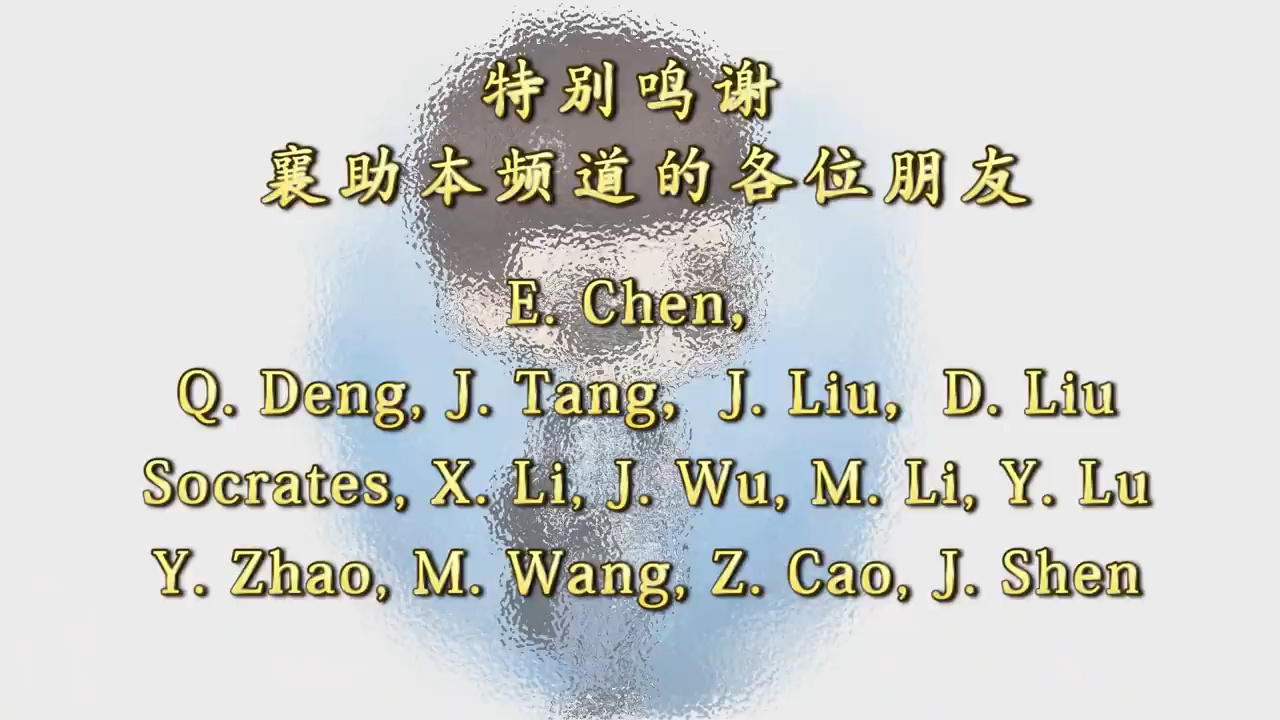 特别鸣谢
襄助本频道的各位朋友
E. Chen,
Q. Deng, J. Tang, J. Liu, D. Liu
Socrates, X. Li, J. Wu, M. Li, Y. Lu
Y. Zhao, M. Wang, Z. Cao, J. Shen